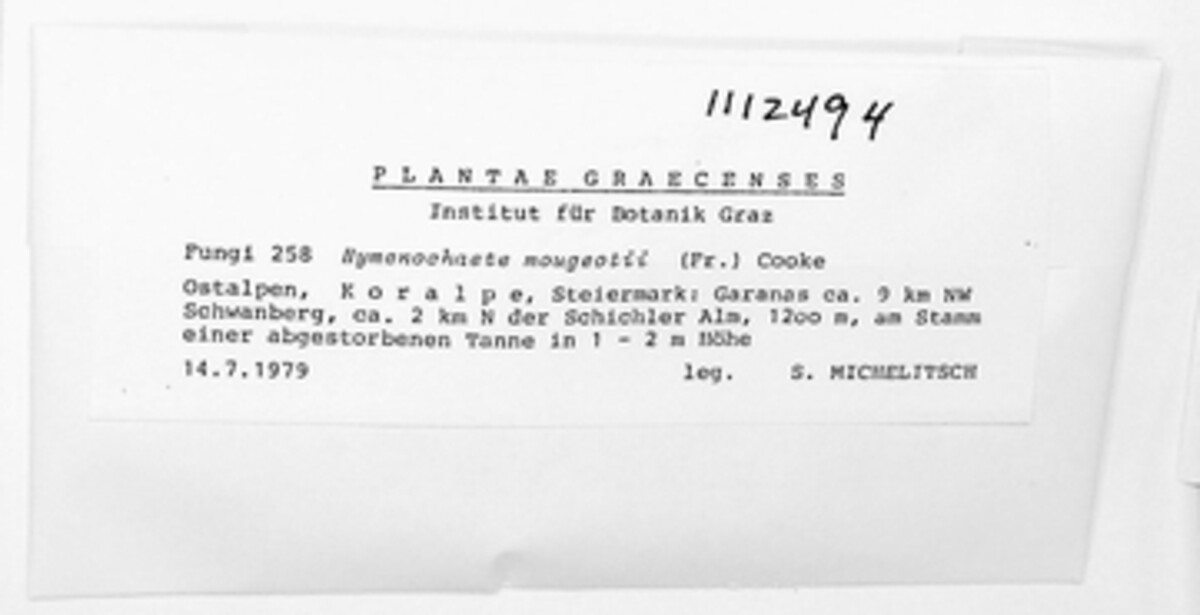 1112494
PLANTAE GRAECENSES
Institut für Botanik Graz
Fungi 258 Hymenochaete mougeotii (Fr.) Cooke
Ostalpen, Koralpe, Steiermark: Garanas ca. 9 km NW
Schwanberg, ca. 2 km N der Schichler Alm, 12oo m, am Stamm
einer abgestorbenen Tanne in 1 - 2 m Höhe
14.7.1979 leg. S. MICHELITSCH